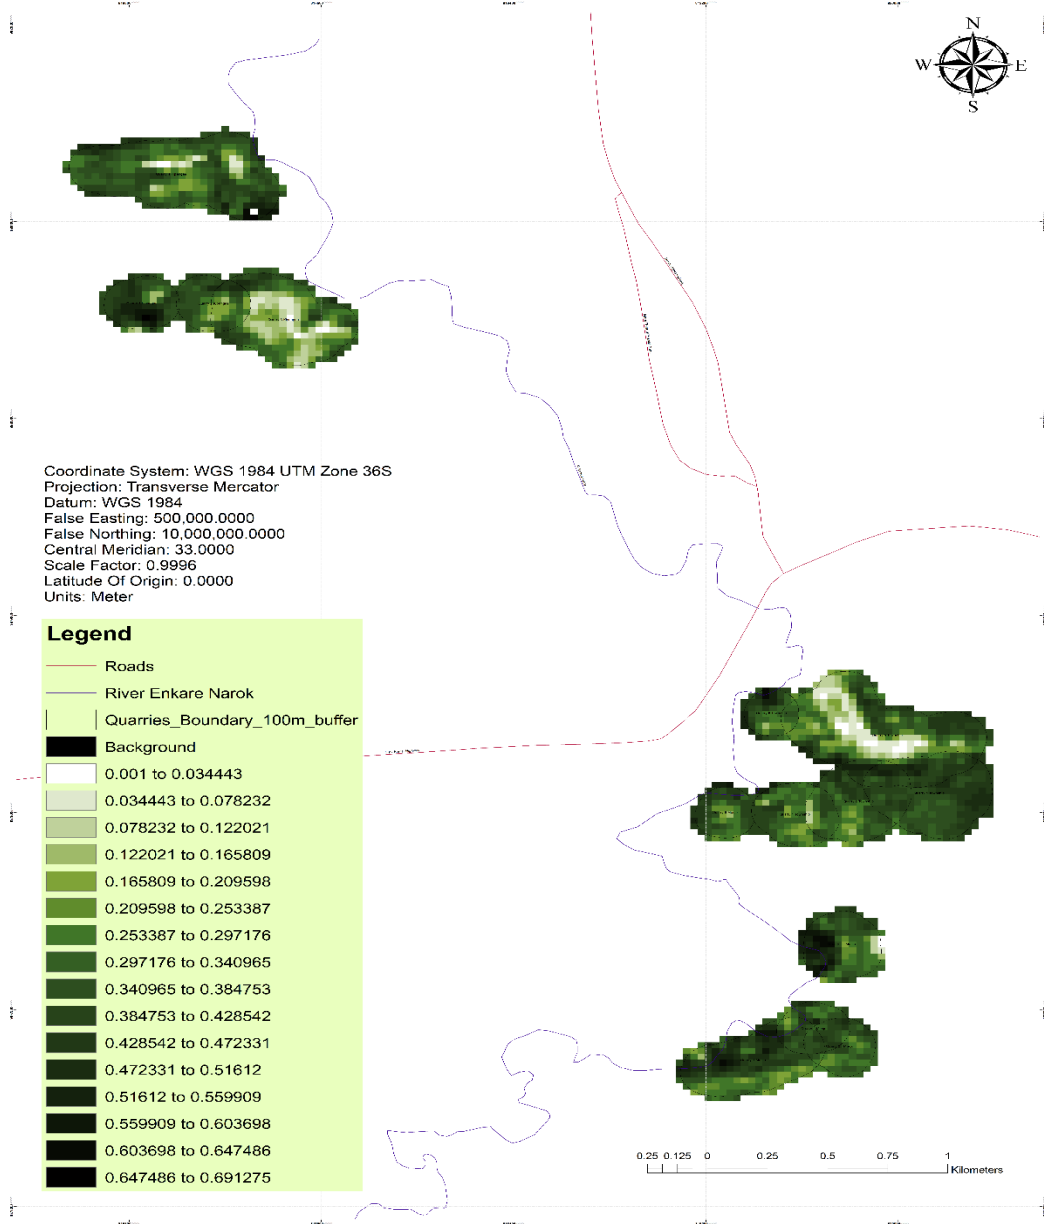 N
W
E
S
Coordinate System: WGS 1984 UTM Zone 36S
Projection: Transverse Mercator
Datum: WGS 1984
False Easting: 500,000.0000
False Northing: 10,000,000.0000
Central Meridian: 33.0000
Scale Factor: 0.9996
Latitude Of Origin: 0.0000
Units: Meter
Legend
Roads
River Enkare Narok
Quarries_Boundary_100m_buffer
Background
0.001 to 0.034443
0.034443 to 0.078232
0.078232 to 0.122021
0.122021 to 0.165809
0.165809 to 0.209598
0.209598 to 0.253387
0.253387 to 0.297176
0.297176 to 0.340965
0.340965 to 0.384753
0.384753 to 0.428542
0.428542 to 0.472331
0.472331 to 0.51612
0.51612 to 0.559909
0.559909 to 0.603698
0.603698 to 0.647486
0.647486 to 0.691275
0.25 0.125 0 0.25 0.5 0.75 1
Kilometers